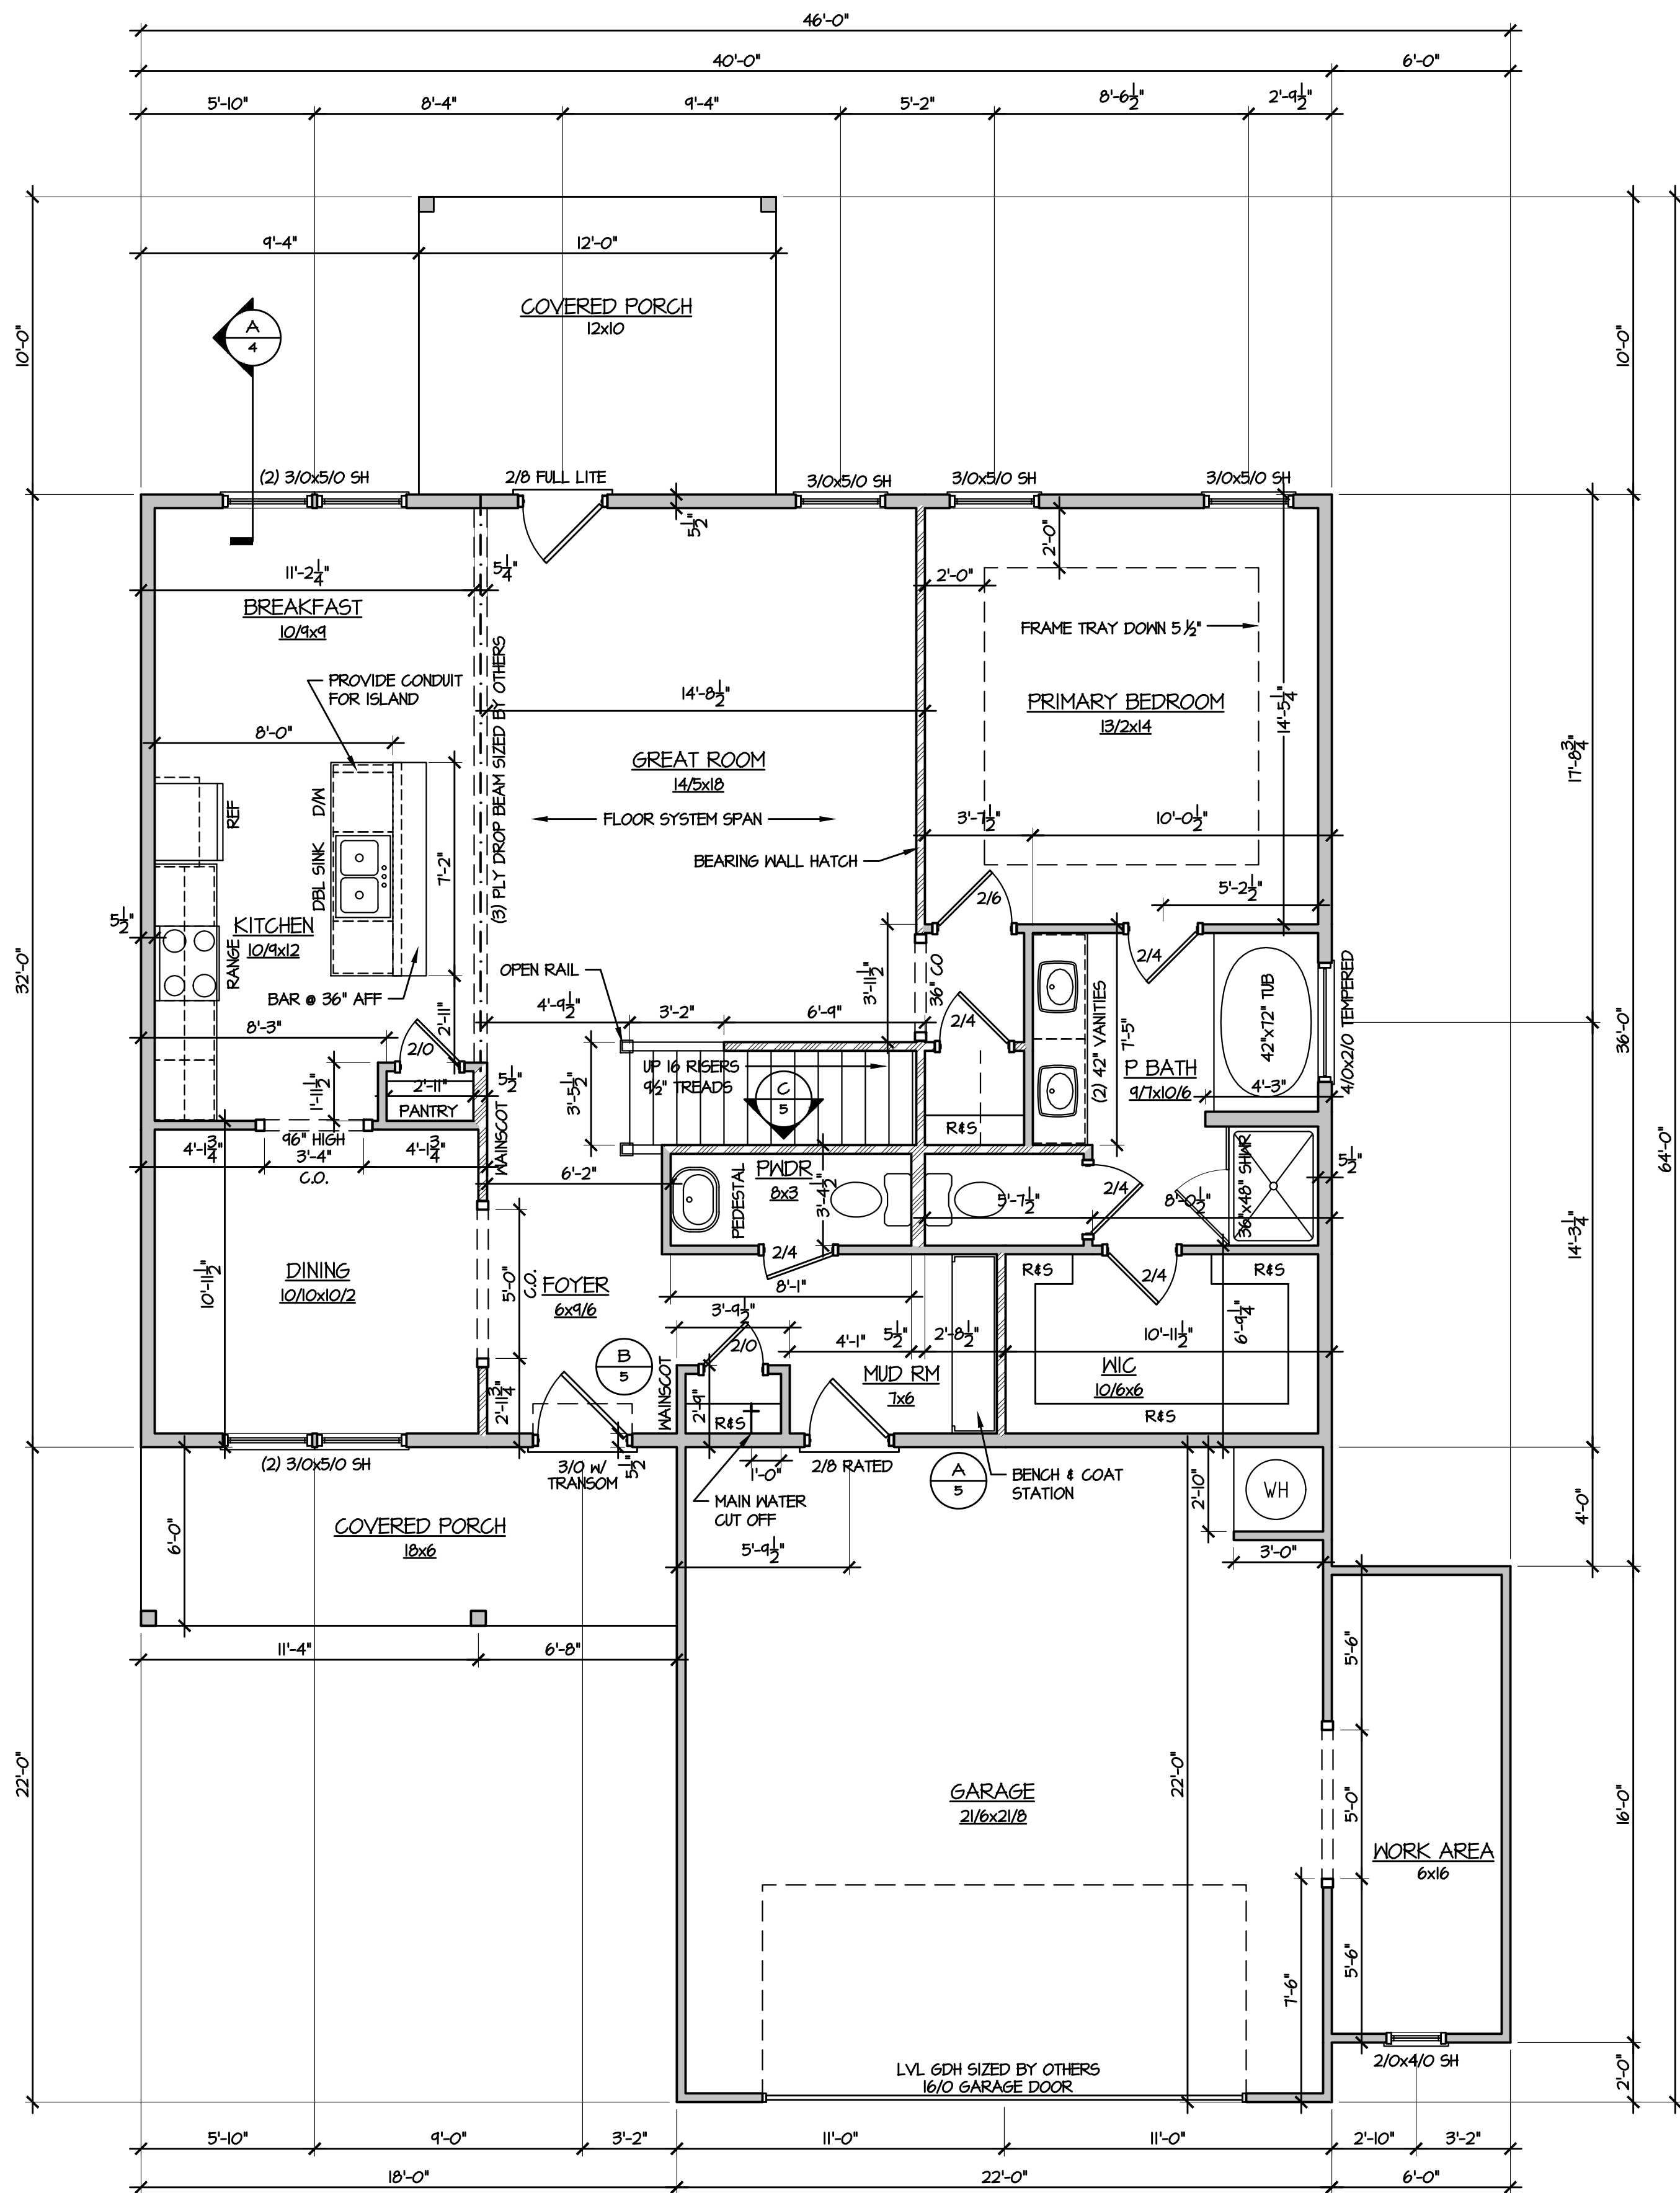 46'-0"
40'-0"
6'-0"
5'-10"
8'-4"
9'-4"
5'-2"
8'-6 1/2"
2'-9 1/2"
9'-4"
12'-0"
COVERED PORCH
12x10
A
4
10'-0"
10'-0"
(2) 3/0x5/0 SH
2/8 FULL LITE
3/0x5/0 SH
3/0x5/0 SH
3/0x5/0 SH
5 1/2"
2'-0"
11'-2 1/4"
5 1/4"
2'-0"
BREAKFAST
10/9x9
FRAME TRAY DOWN 5 1/2"
PROVIDE CONDUIT
FOR ISLAND
(3) PLY DROP BEAM SIZED BY OTHERS
14'-8 1/2"
PRIMARY BEDROOM
13/2x14
14'-5 1/4"
17'-8 3/4"
8'-0"
GREAT ROOM
14/5x18
FLOOR SYSTEM SPAN
3'-7 1/2"
10'-0 1/2"
BEARING WALL HATCH
REF
D/W
DBL SINK
7'-2"
5'-2 1/2"
2/6
5 1/2"
KITCHEN
10/9x12
RANGE
BAR @ 36" AFF
OPEN RAIL
32'-0"
2/4
3'-11 1/2"
36" CO
4'-9 1/2"
3'-2"
6'-9"
2/4
(2) 42" VANITIES
7'-5"
42"x72" TUB
4/0x2/0 TEMPERED
36'-0"
8'-3"
2/0
2'-11"
UP 16 RISERS
9 1/2" TREADS
C
5
P BATH
9/7x10/6
4'-3"
1'-11 1/2"
2'-11"
PANTRY
5 1/2"
3'-5 1/2"
R&S
WAINSCOT
4'-1 3/4"
96" HIGH
3'-4"
C.O.
4'-1 1/4"
6'-2"
PEDESTAL
PWDR
8x3
3'-4 1/2"
5'-7 1/2"
2/4
8'-0 1/2"
36"x48" SHWR
5 1/2"
64'-0"
14'-3 1/4"
2/4
DINING
10/10x10/2
10'-11 1/2"
5'-0"
C.O.
FOYER
6x9/6
8'-1"
R&S
2/4
R&S
3'-9 1/2"
4'-1"
5 1/2"
2'-8 1/2"
10'-11 1/2"
6'-9 1/4"
B
5
2/0
WAINSCOT
MUD RM
7x6
WIC
10/6x6
2'-11 3/4"
2'-9"
R&S
R&S
(2) 3/0x5/0 SH
3/0 W/
TRANSOM
5 1/2"
1'-0"
2/8 RATED
A
5
BENCH & COAT
STATION
2'-10"
WH
MAIN WATER
CUT OFF
4'-0"
COVERED PORCH
18x6
6'-0"
5'-9 1/2"
3'-0"
11'-4"
6'-8"
5'-6"
22'-0"
22'-0"
GARAGE
21/6x21/8
5'-0"
16'-0"
WORK AREA
6x16
5'-6"
7'-6"
LVL GDH SIZED BY OTHERS
16/0 GARAGE DOOR
2/0x4/0 SH
2'-0"
5'-10"
9'-0"
3'-2"
11'-0"
11'-0"
2'-10"
3'-2"
18'-0"
22'-0"
6'-0"